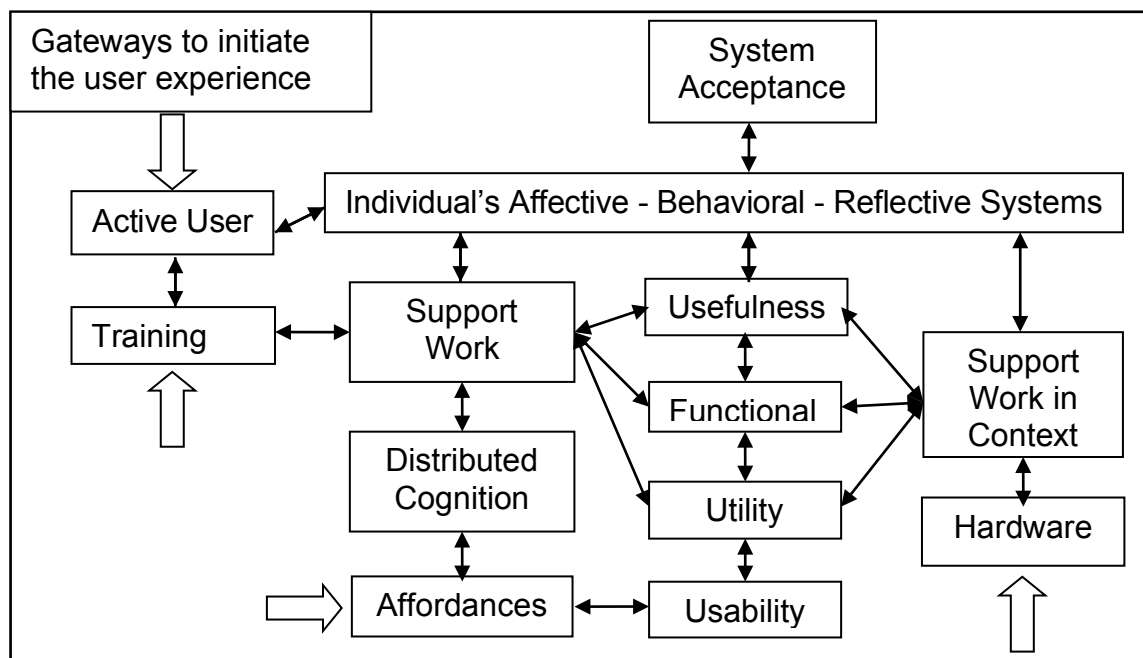 Gateways to initiate
the user experience
System
Acceptance
Individual's Affective - Behavioral - Reflective Systems
Active User
Training
Support
Work
Usefulness
Functional
Utility
Support
Work in
Context
Distributed
Cognition
Hardware
Affordances
Usability